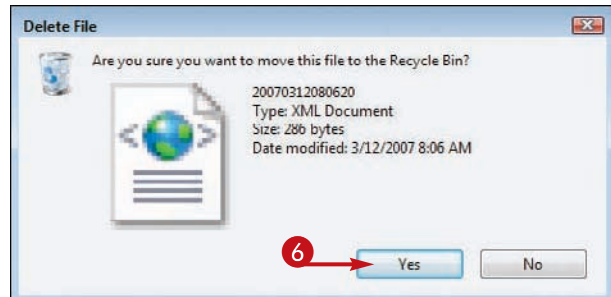 Delete File
Are you sure you want to move this file to the Recycle Bin?
20070312080620
Type: XML Document
Size: 286 bytes
Date modified: 3/12/2007 8:06 AM
6
Yes No